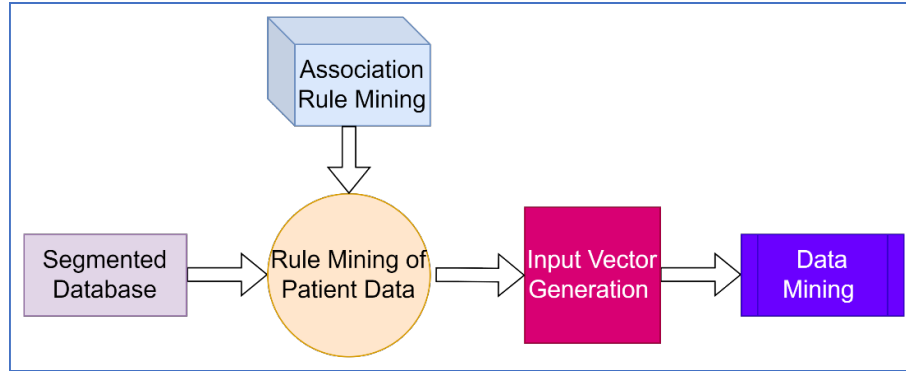 Association
Rule Mining
Segmented
Database
Rule Mining of
Patient Data
Input Vector
Generation
Data
Mining